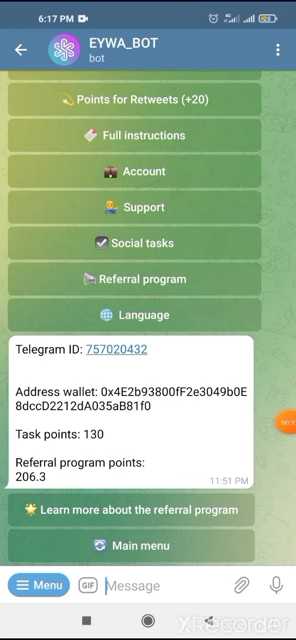 6:17 PM
EYWA_BOT
bot
Points for Retweets (+20)
Full instructions
Account
Support
Social tasks
Referral program
Language
Telegram ID: 757020432
Address wallet: 0x4E2b93800fF2e3049b0E
8dccD2212dA035aB81f0
Task points: 130
Referral program points:
206.3
11:51 PM
Learn more about the referral program
Main menu
Menu
GIF
Message
XRecorder